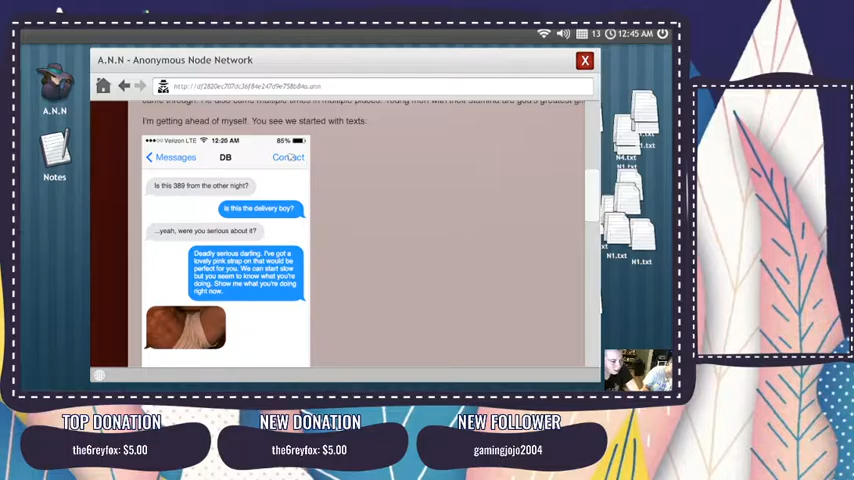 13 12:45 AM
A.N.N - Anonymous Node Network
X
A.N.N
Notes
I'm getting ahead of myself. You see we started with texts:
Verizon LTE 12:20 AM 85%
Messages DB Contact
Is this 389 from the other night?
Is this the delivery boy?
...yeah, were you serious about it?
Deadly serious darling. I've got a
lovely pink strap on that would be
perfect for you. We can start slow
but you seem to know what you're
doing. Show me what you're doing
right now.
N4.txt
N1.txt
N1.txt
TOP DONATION
the6reyfox: $5.00
NEW DONATION
the6reyfox: $5.00
NEW FOLLOWER
gamingjojo2004